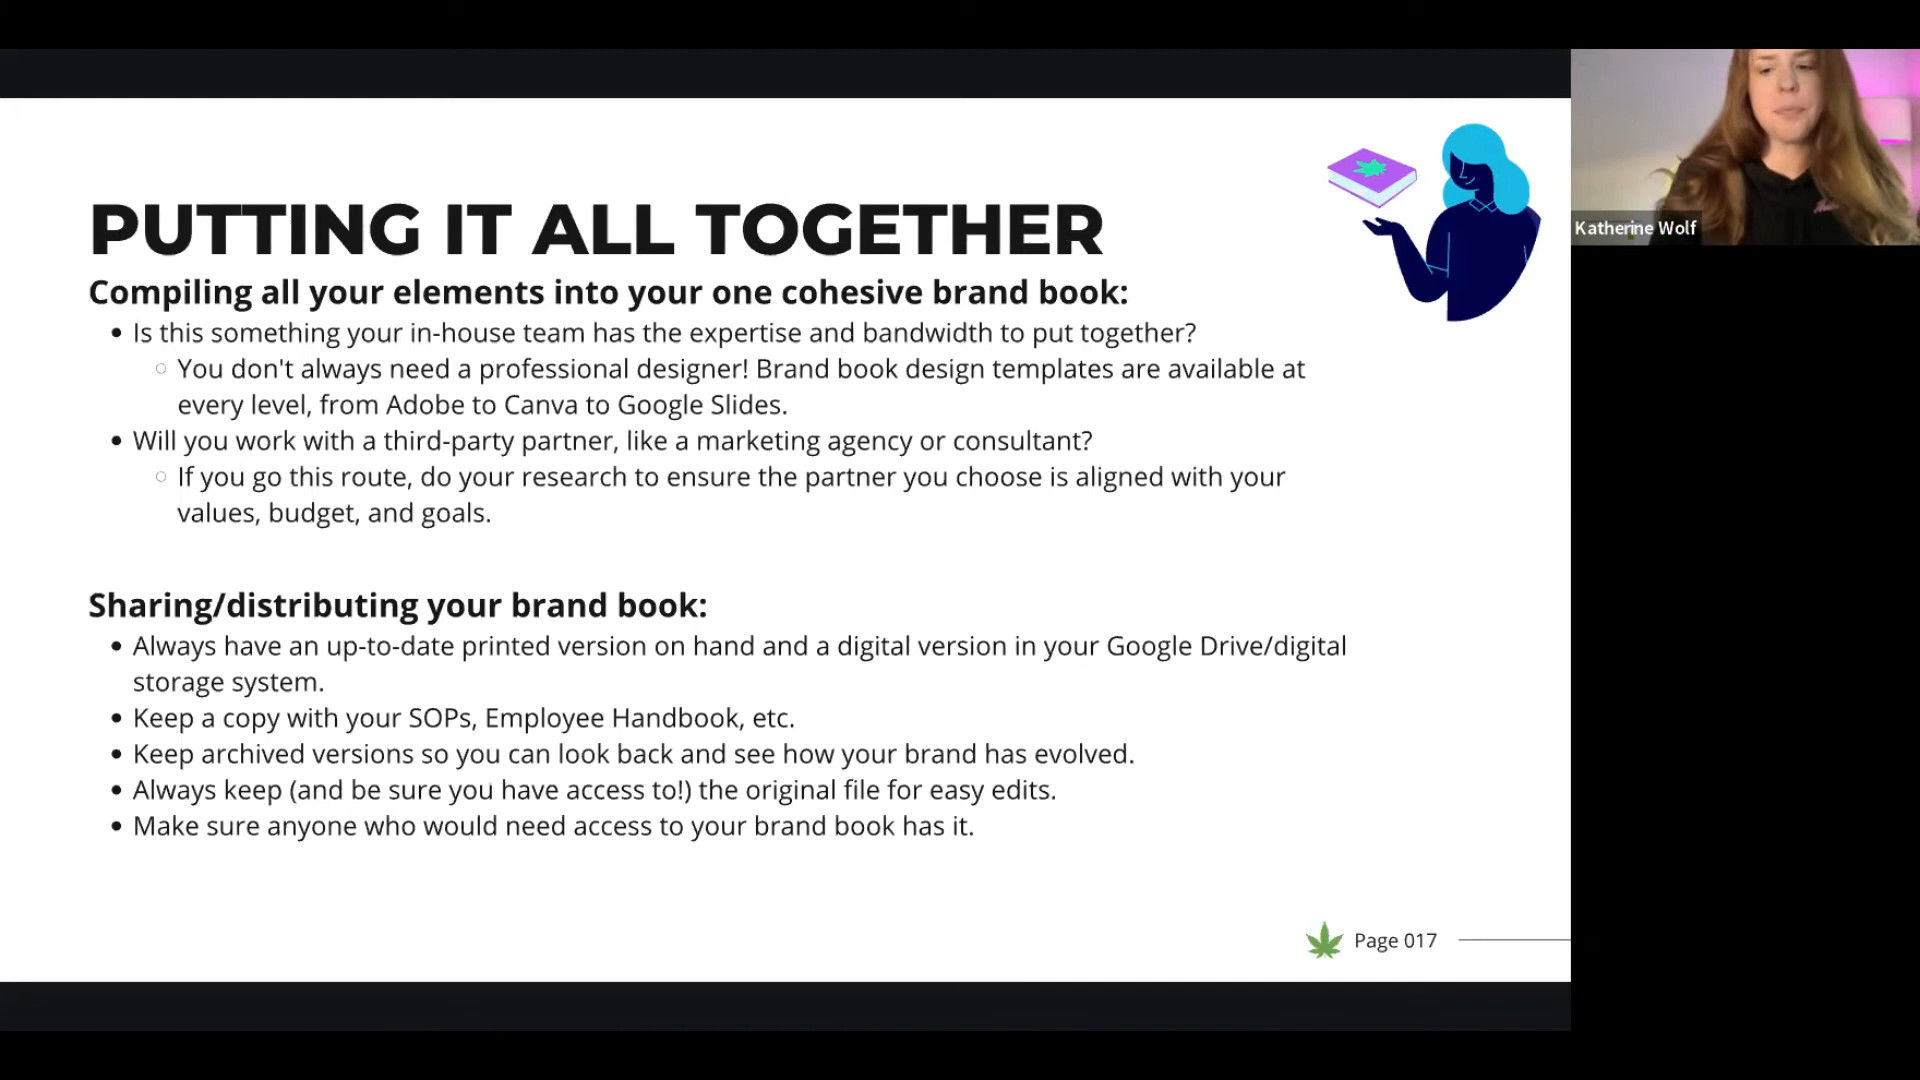 PUTTING IT ALL TOGETHER
Compiling all your elements into your one cohesive brand book:
• Is this something your in-house team has the expertise and bandwidth to put together?
○ You don't always need a professional designer! Brand book design templates are available at
every level, from Adobe to Canva to Google Slides.
• Will you work with a third-party partner, like a marketing agency or consultant?
○ If you go this route, do your research to ensure the partner you choose is aligned with your
values, budget, and goals.
Sharing/distributing your brand book:
• Always have an up-to-date printed version on hand and a digital version in your Google Drive/digital
storage system.
• Keep a copy with your SOPs, Employee Handbook, etc.
• Keep archived versions so you can look back and see how your brand has evolved.
• Always keep (and be sure you have access to!) the original file for easy edits.
• Make sure anyone who would need access to your brand book has it.
Page 017
Katherine Wolf